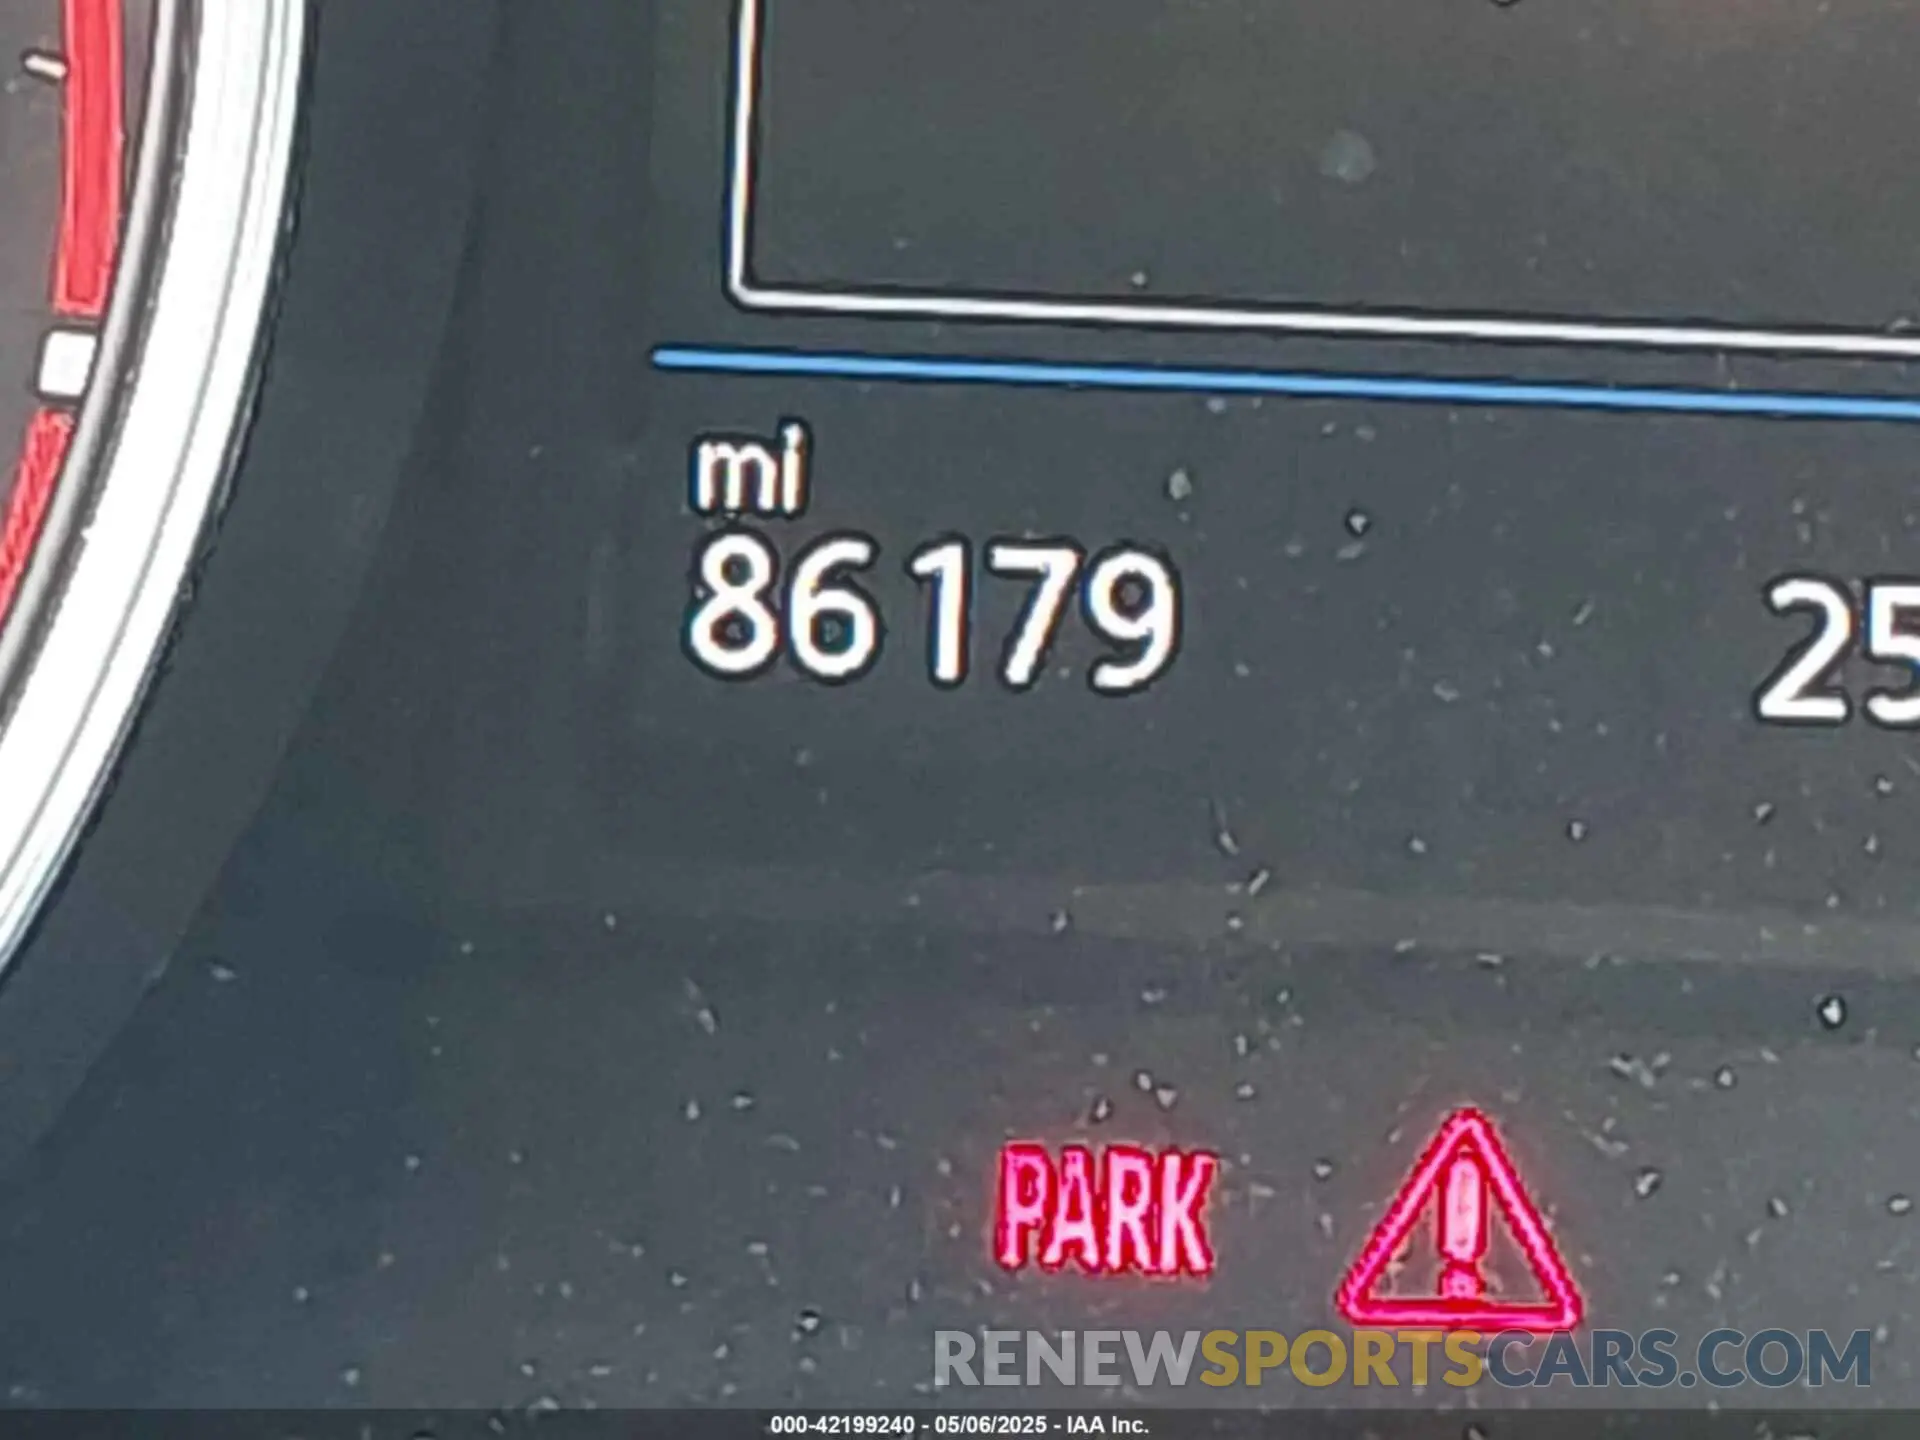 mi
86179
25
PARK
RENEWSPORTSCARS.COM
000-42199240 - 05/06/2025 - IAA Inc.